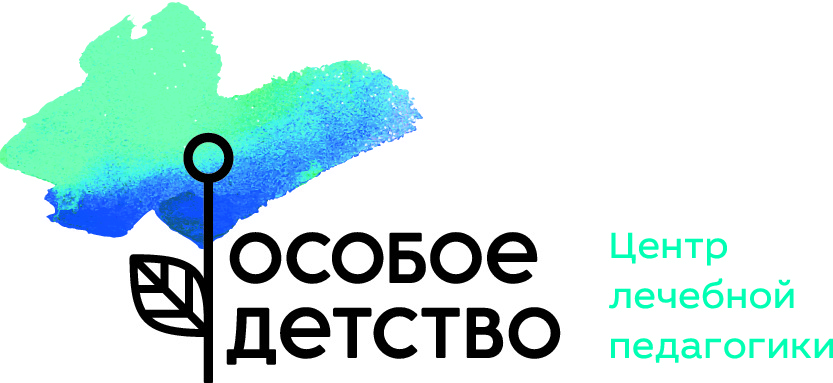 особое
детство
Центр
лечебной
педагогики